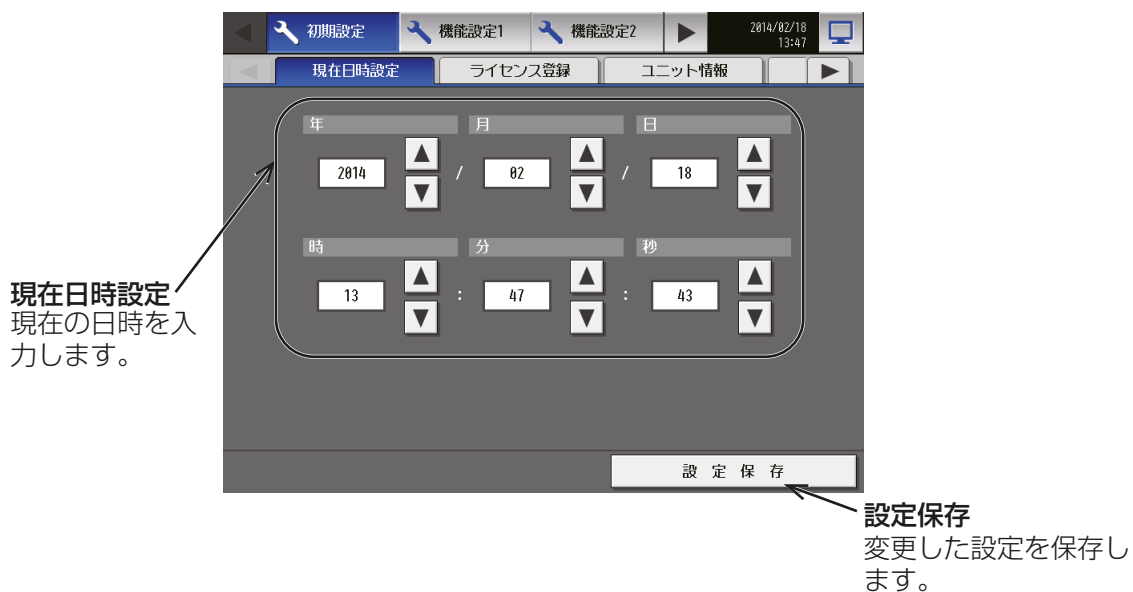 初期設定 機能設定1 機能設定2 2014/02/18
13:47
現在日時設定 ライセンス登録 ユニット情報
年 月 日
2014 / 02 / 18
時 分 秒
13 : 47 : 43
現在日時設定
現在の日時を入
力します。
設定保存
設定保存
変更した設定を保存し
ます。